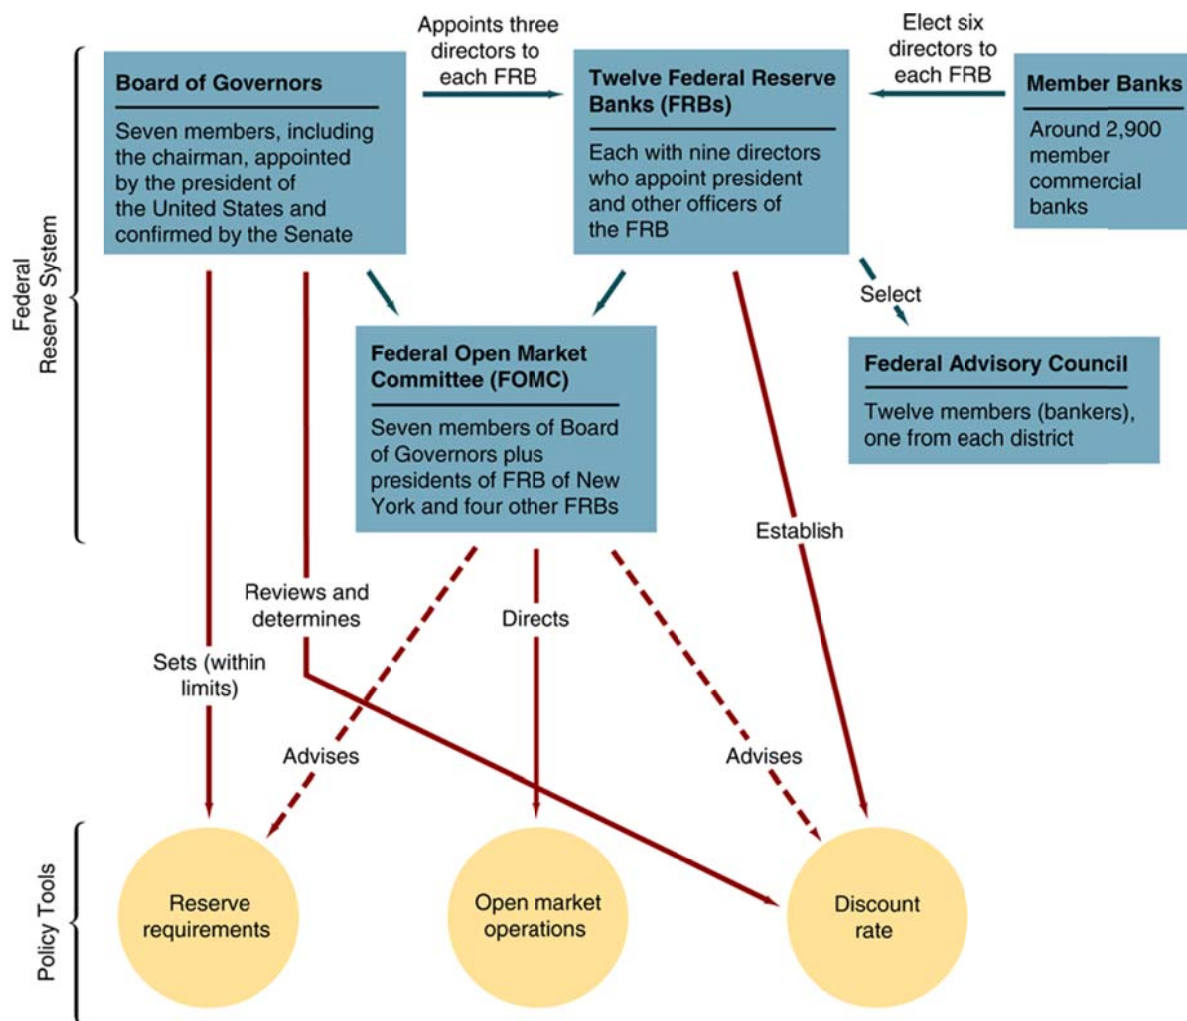 Appoints three
directors to
each FRB
Elect six
directors to
each FRB
Board of Governors
Seven members, including
the chairman, appointed
by the president of
the United States and
confirmed by the Senate
Twelve Federal Reserve
Banks (FRBs)
Each with nine directors
who appoint president
and other officers of
the FRB
Member Banks
Around 2,900
member
commercial
banks
Federal
Reserve System
Select
Federal Open Market
Committee (FOMC)
Seven members of Board
of Governors plus
presidents of FRB of New
York and four other FRBs
Federal Advisory Council
Twelve members (bankers),
one from each district
Establish
Reviews and
determines
Directs
Sets (within
limits)
Advises
Advises
Policy Tools
Reserve
requirements
Open market
operations
Discount
rate